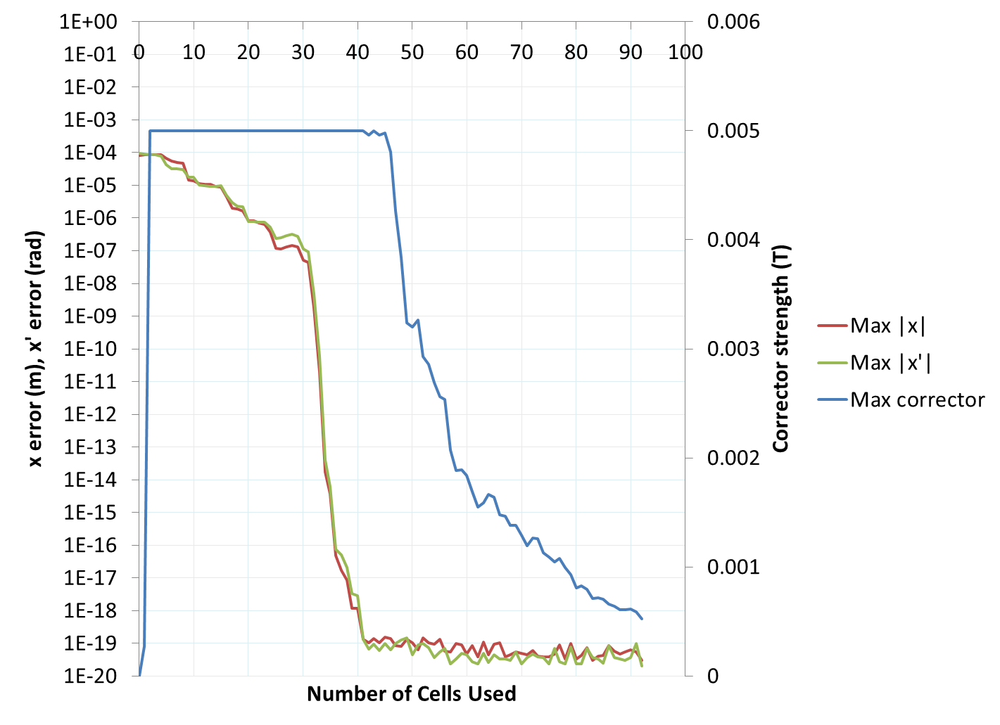 1E+00
1E-01
1E-02
1E-03
1E-04
1E-05
1E-06
1E-07
1E-08
1E-09
1E-10
1E-11
1E-12
1E-13
1E-14
1E-15
1E-16
1E-17
1E-18
1E-19
1E-20
x error (m), x' error (rad)
0 10 20 30 40 50 60 70 80 90 100
Number of Cells Used
0.006
0.005
0.004
0.003
0.002
0.001
0
Corrector strength (T)
Max |x|
Max |x'|
Max corrector